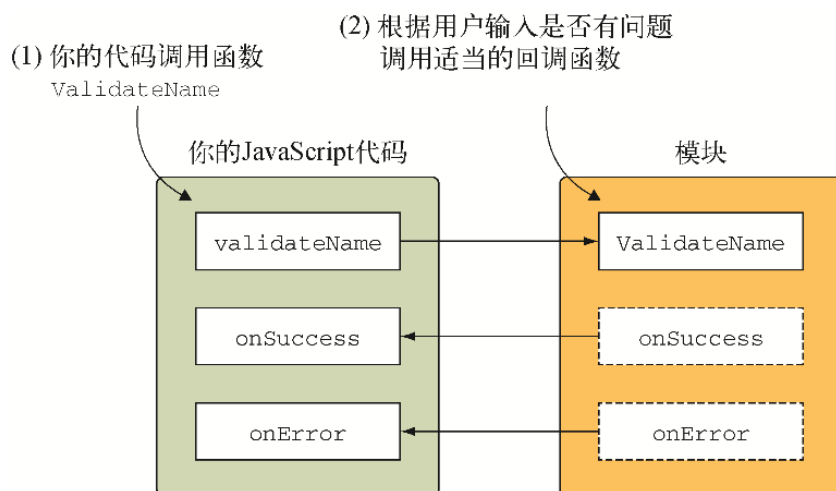 (1) 你的代码调用函数
ValidateName
(2) 根据用户输入是否有问题
调用适当的回调函数
你的JavaScript代码
模块
validateName
ValidateName
onSuccess
onSuccess
onError
onError